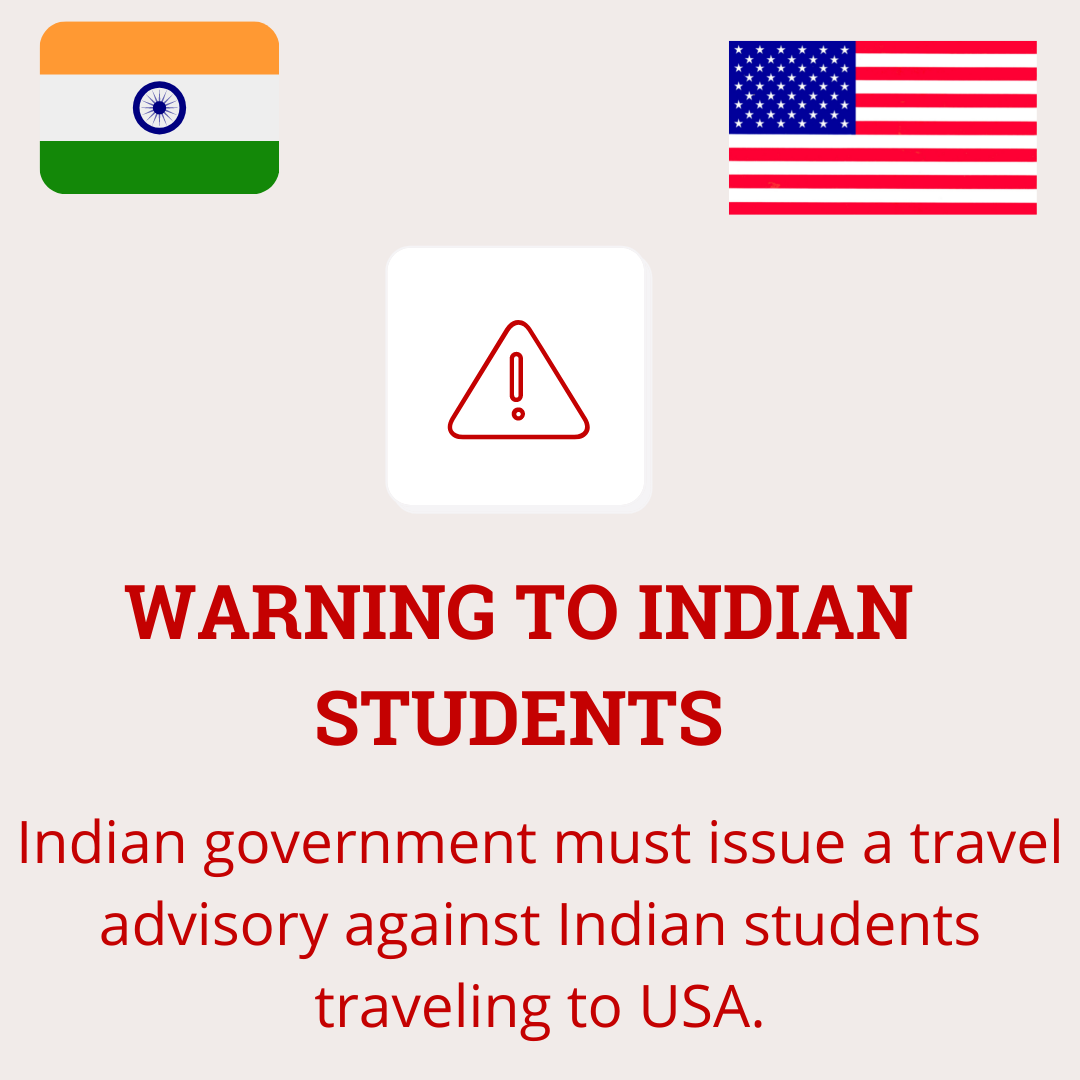 WARNING TO INDIAN
STUDENTS
Indian government must issue a travel
advisory against Indian students
traveling to USA.